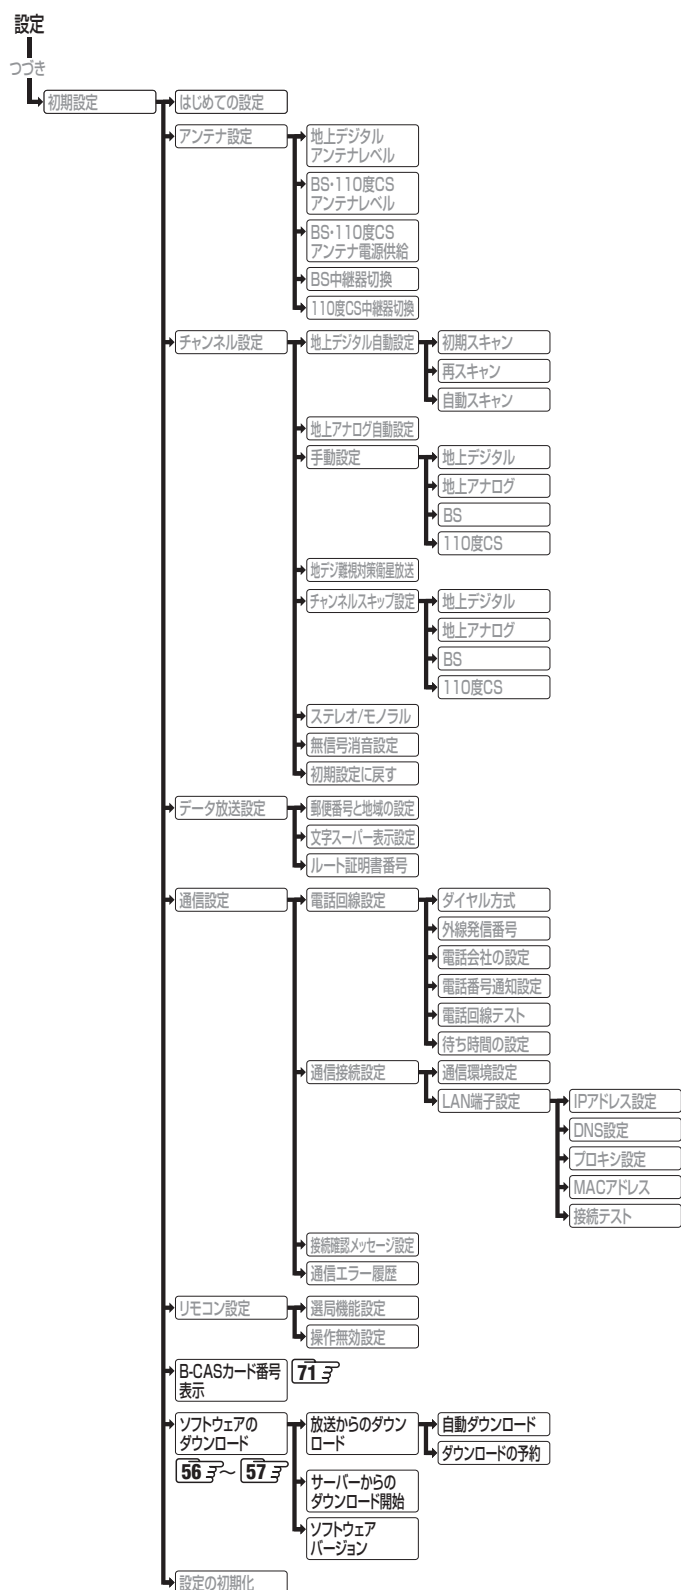 設定
つづき
初期設定
はじめての設定
アンテナ設定
地上デジタル
アンテナレベル
BS・110度CS
アンテナレベル
BS・110度CS
アンテナ電源供給
BS中継器切換
110度CS中継器切換
チャンネル設定
地上デジタル自動設定
初期スキャン
再スキャン
自動スキャン
地上アナログ自動設定
手動設定
地上デジタル
地上アナログ
BS
110度CS
地デジ難視対策衛星放送
チャンネルスキップ設定
地上デジタル
地上アナログ
BS
110度CS
ステレオ/モノラル
無信号消音設定
初期設定に戻す
データ放送設定
郵便番号と地域の設定
文字スーパー表示設定
ルート証明書番号
通信設定
電話回線設定
ダイヤル方式
外線発信番号
電話会社の設定
電話番号通知設定
電話回線テスト
待ち時間の設定
通信接続設定
通信環境設定
LAN端子設定
IPアドレス設定
DNS設定
プロキシ設定
MACアドレス
接続テスト
接続確認メッセージ設定
通信エラー履歴
リモコン設定
選局機能設定
操作無効設定
B-CASカード番号
表示
71
ソフトウェアの
ダウンロード
56 ～ 57
放送からのダウン
ロード
自動ダウンロード
ダウンロードの予約
サーバーからの
ダウンロード開始
ソフトウェア
バージョン
設定の初期化